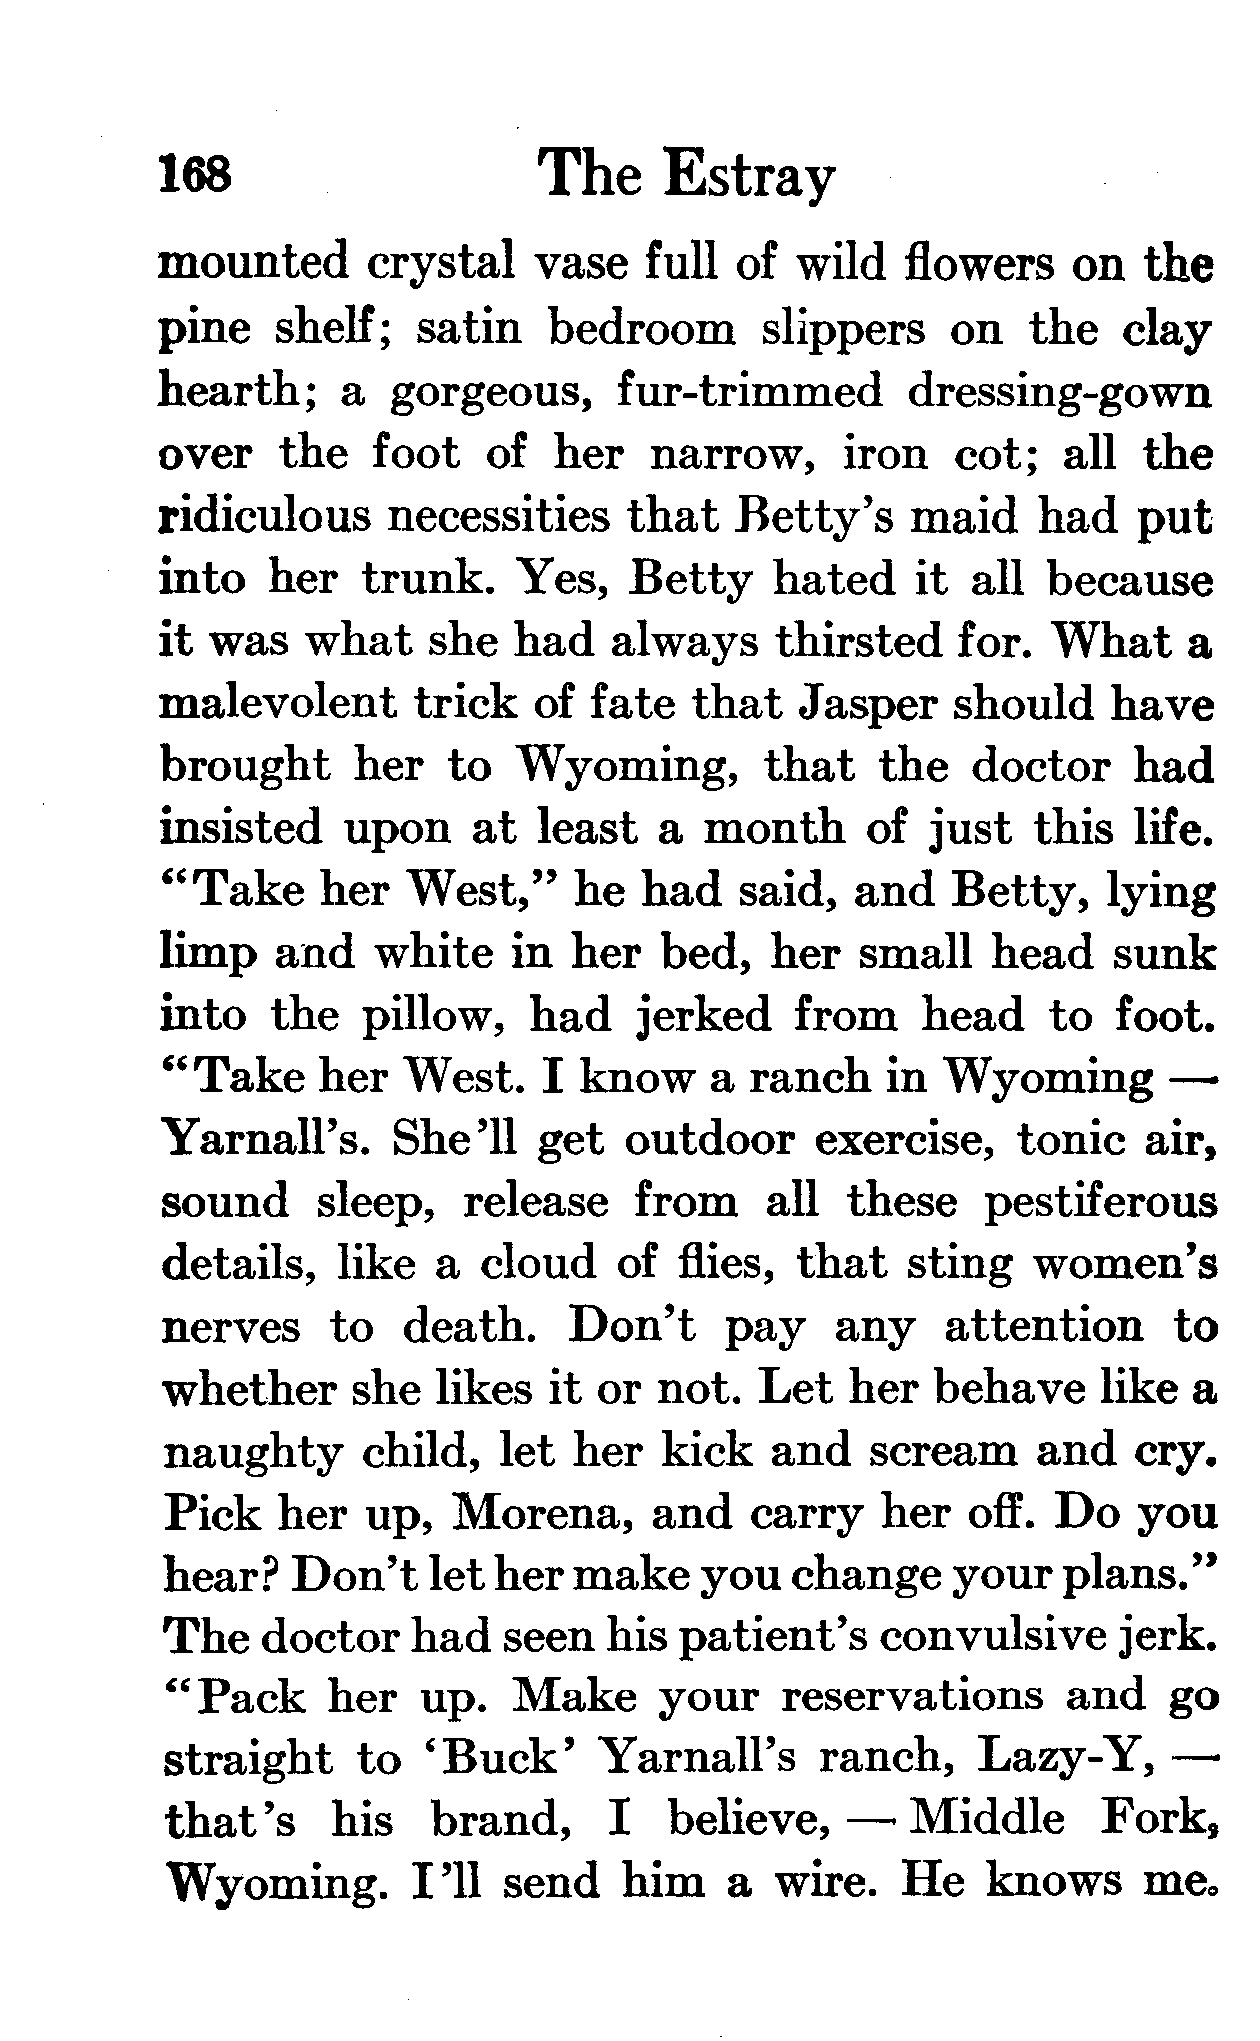 168 The Estray
mounted crystal vase full of wild flowers on the
pine shelf; satin bedroom slippers on the clay
hearth; a gorgeous, fur-trimmed dressing-gown
over the foot of her narrow, iron cot; all the
ridiculous necessities that Betty's maid had put
into her trunk. Yes, Betty hated it all because
it was what she had always thirsted for. What a
malevolent trick of fate that Jasper should have
brought her to Wyoming, that the doctor had
insisted upon at least a month of just this life.
“Take her West,” he had said, and Betty, lying
limp and white in her bed, her small head sunk
into the pillow, had jerked from head to foot.
“Take her West. I know a ranch in Wyoming —
Yarnall's. She'll get outdoor exercise, tonic air,
sound sleep, release from all these pestiferous
details, like a cloud of flies, that sting women's
nerves to death. Don't pay any attention to
whether she likes it or not. Let her behave like a
naughty child, let her kick and scream and cry.
Pick her up, Morena, and carry her off. Do you
hear? Don't let her make you change your plans.”
The doctor had seen his patient's convulsive jerk.
“Pack her up. Make your reservations and go
straight to ‘Buck’ Yarnall's ranch, Lazy-Y, —
that's his brand, I believe, — Middle Fork,
Wyoming. I'll send him a wire. He knows me.